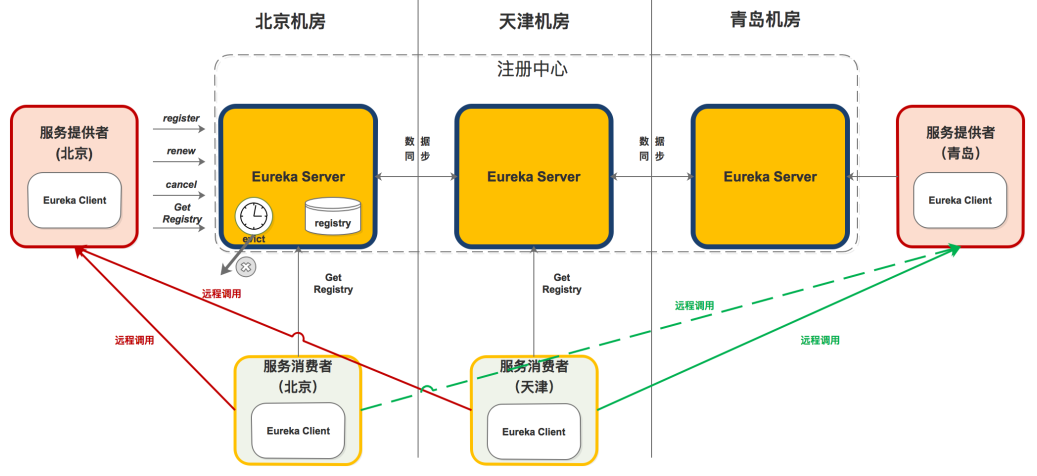 北京机房
天津机房
青岛机房
注册中心
服务提供者
(北京)
Eureka Client
register
renew
cancel
Get
Registry
Eureka Server
evict
registry
数 据
同 步
Eureka Server
数 据
同 步
Eureka Server
服务提供者
（青岛）
Eureka Client
Get
Registry
Get
Registry
远程调用
远程调用
远程调用
远程调用
服务消费者
（北京）
Eureka Client
服务消费者
（天津）
Eureka Client